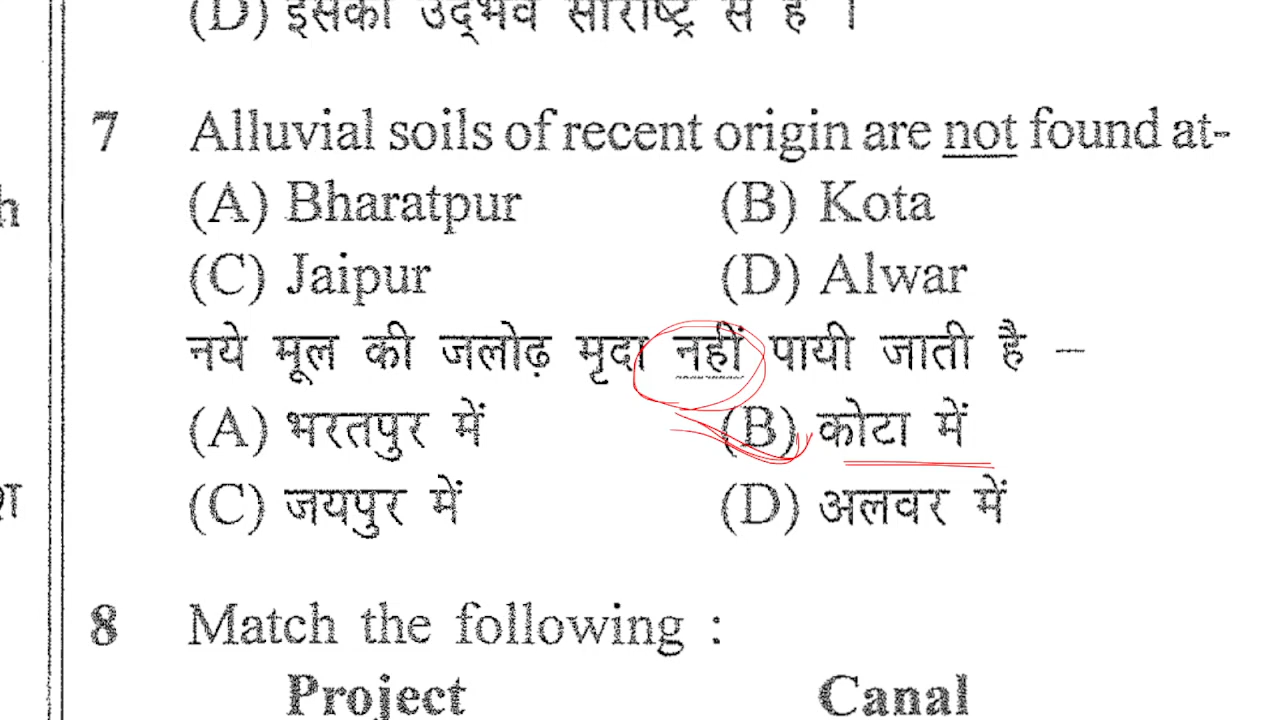 (D) इसका उद्‌भव सौराष्ट्र से है ।
7 Alluvial soils of recent origin are not found at-
(A) Bharatpur (B) Kota
(C) Jaipur (D) Alwar
नये मूल की जलोढ़ मृदा नहीं पायी जाती है –
(A) भरतपुर में (B) कोटा में
(C) जयपुर में (D) अलवर में
8 Match the following :
Project Canal